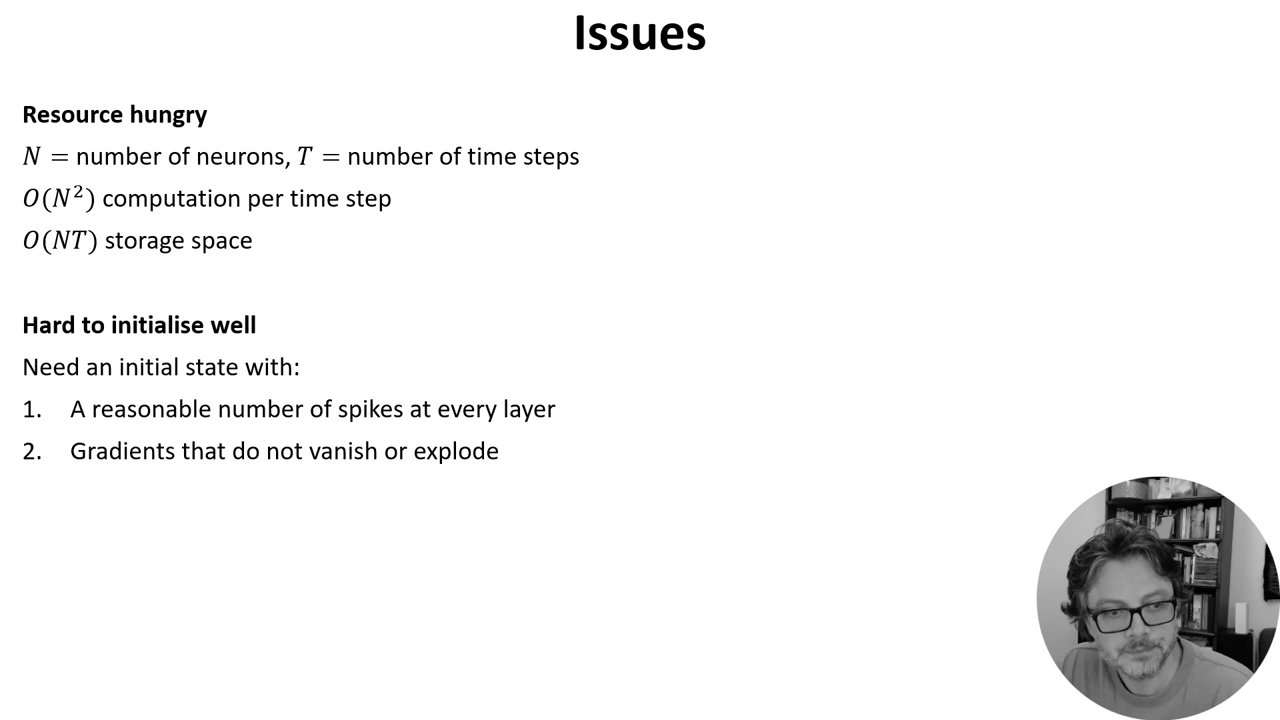 Issues
Resource hungry
N = number of neurons, T = number of time steps
O(N²) computation per time step
O(NT) storage space
Hard to initialise well
Need an initial state with:
1. A reasonable number of spikes at every layer
2. Gradients that do not vanish or explode